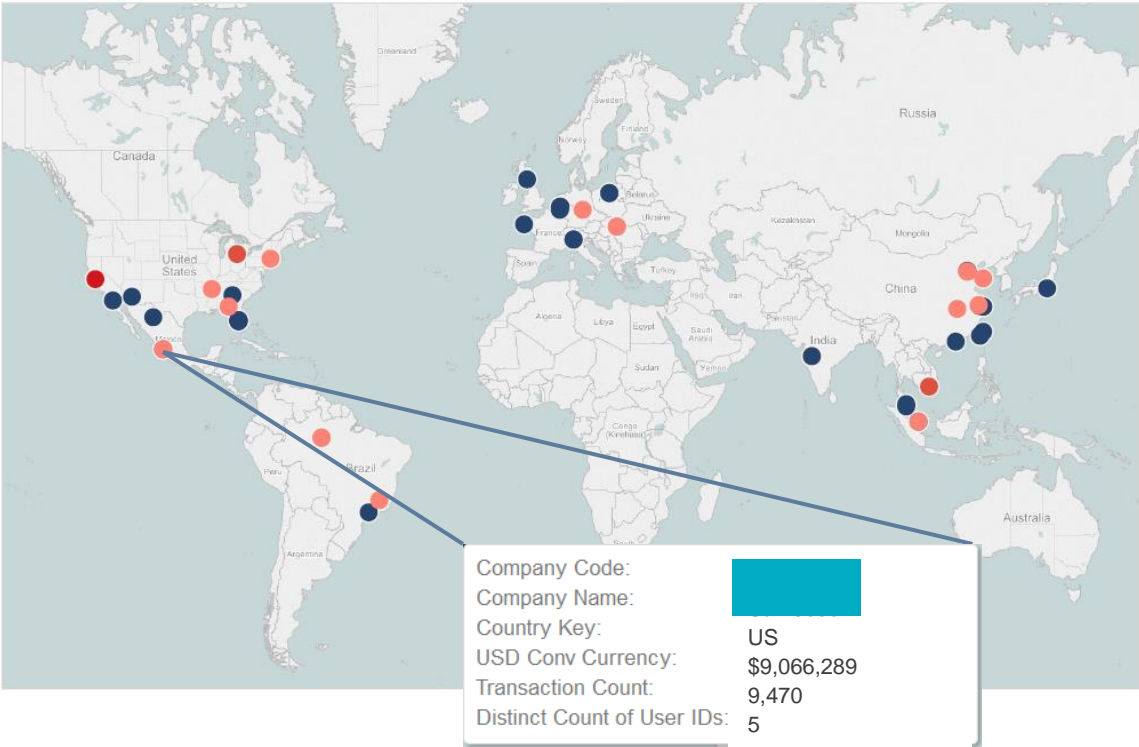 Greenland
Sweden
Finland
Norway
Russia
Canada
Belarus
Ukraine
France
Kazakhstan
Mongolia
United
States
Spain
Turkey
China
Iraq
Iran
Pakistan
Algeria
Libya
Egypt
Saudi
Arabia
India
Mexico
Sudan
Yemen
Congo
(Kinshasa)
Peru
Brazil
Australia
South
Argentina
Company Code:
Company Name:
Country Key: US
USD Conv Currency: $9,066,289
Transaction Count: 9,470
Distinct Count of User IDs: 5